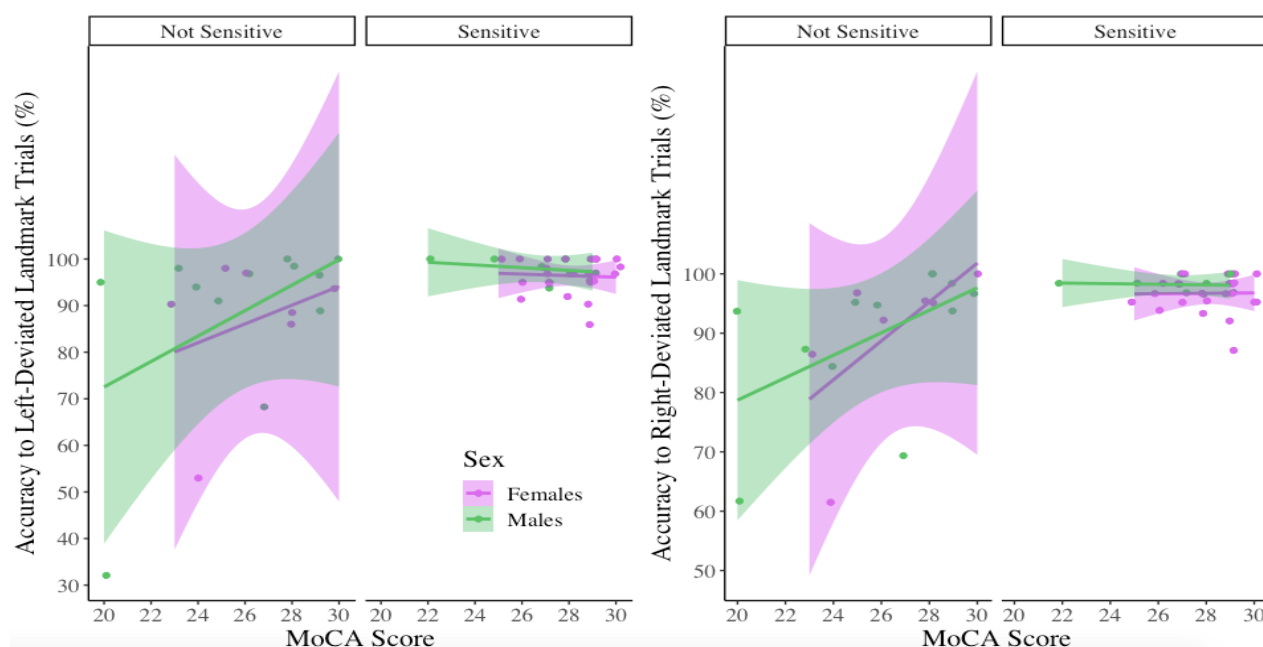 Not Sensitive
Sensitive
Accuracy to Left-Deviated Landmark Trials (%)
100
90
80
70
60
50
40
30
20 22 24 26 28 30
20 22 24 26 28 30
MoCA Score
Sex
Females
Males
Not Sensitive
Sensitive
Accuracy to Right-Deviated Landmark Trials (%)
100
90
80
70
60
50
20 22 24 26 28 30
20 22 24 26 28 30
MoCA Score